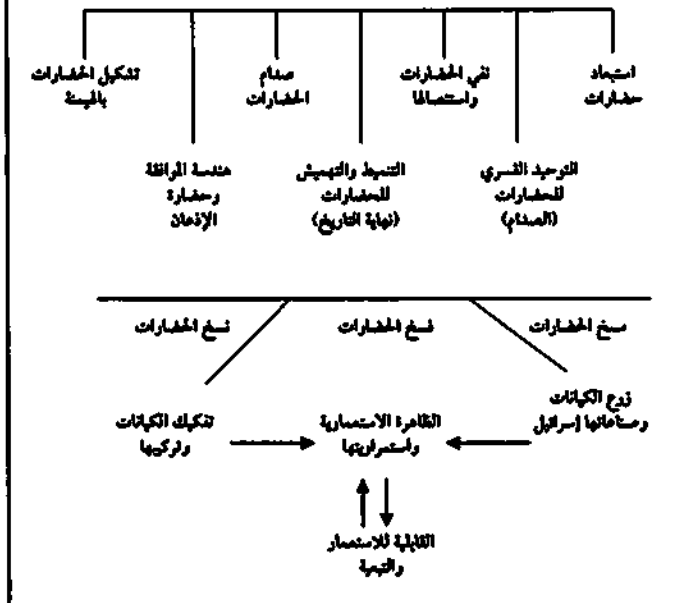 استبعاد
حضارات
نفي الحضارات
واستئصالها
صدام
الحضارات
تشكيل الحضارات
بالهيمنة
التوحيد القسري
للحضارات
(الصدام)
التنميط والتهميش
للحضارات
(نهاية التاريخ)
هندسة الموافقة
وحضارة
الإذعان
مسخ الحضارات
فسخ الحضارات
نسخ الحضارات
زرع الكيانات
وصناعاتها إسرائيل
الظاهرة الاستعمارية
واستمراريتها
تفكيك الكيانات
وتركيبها
القابلية للاستعمار
والتبعية